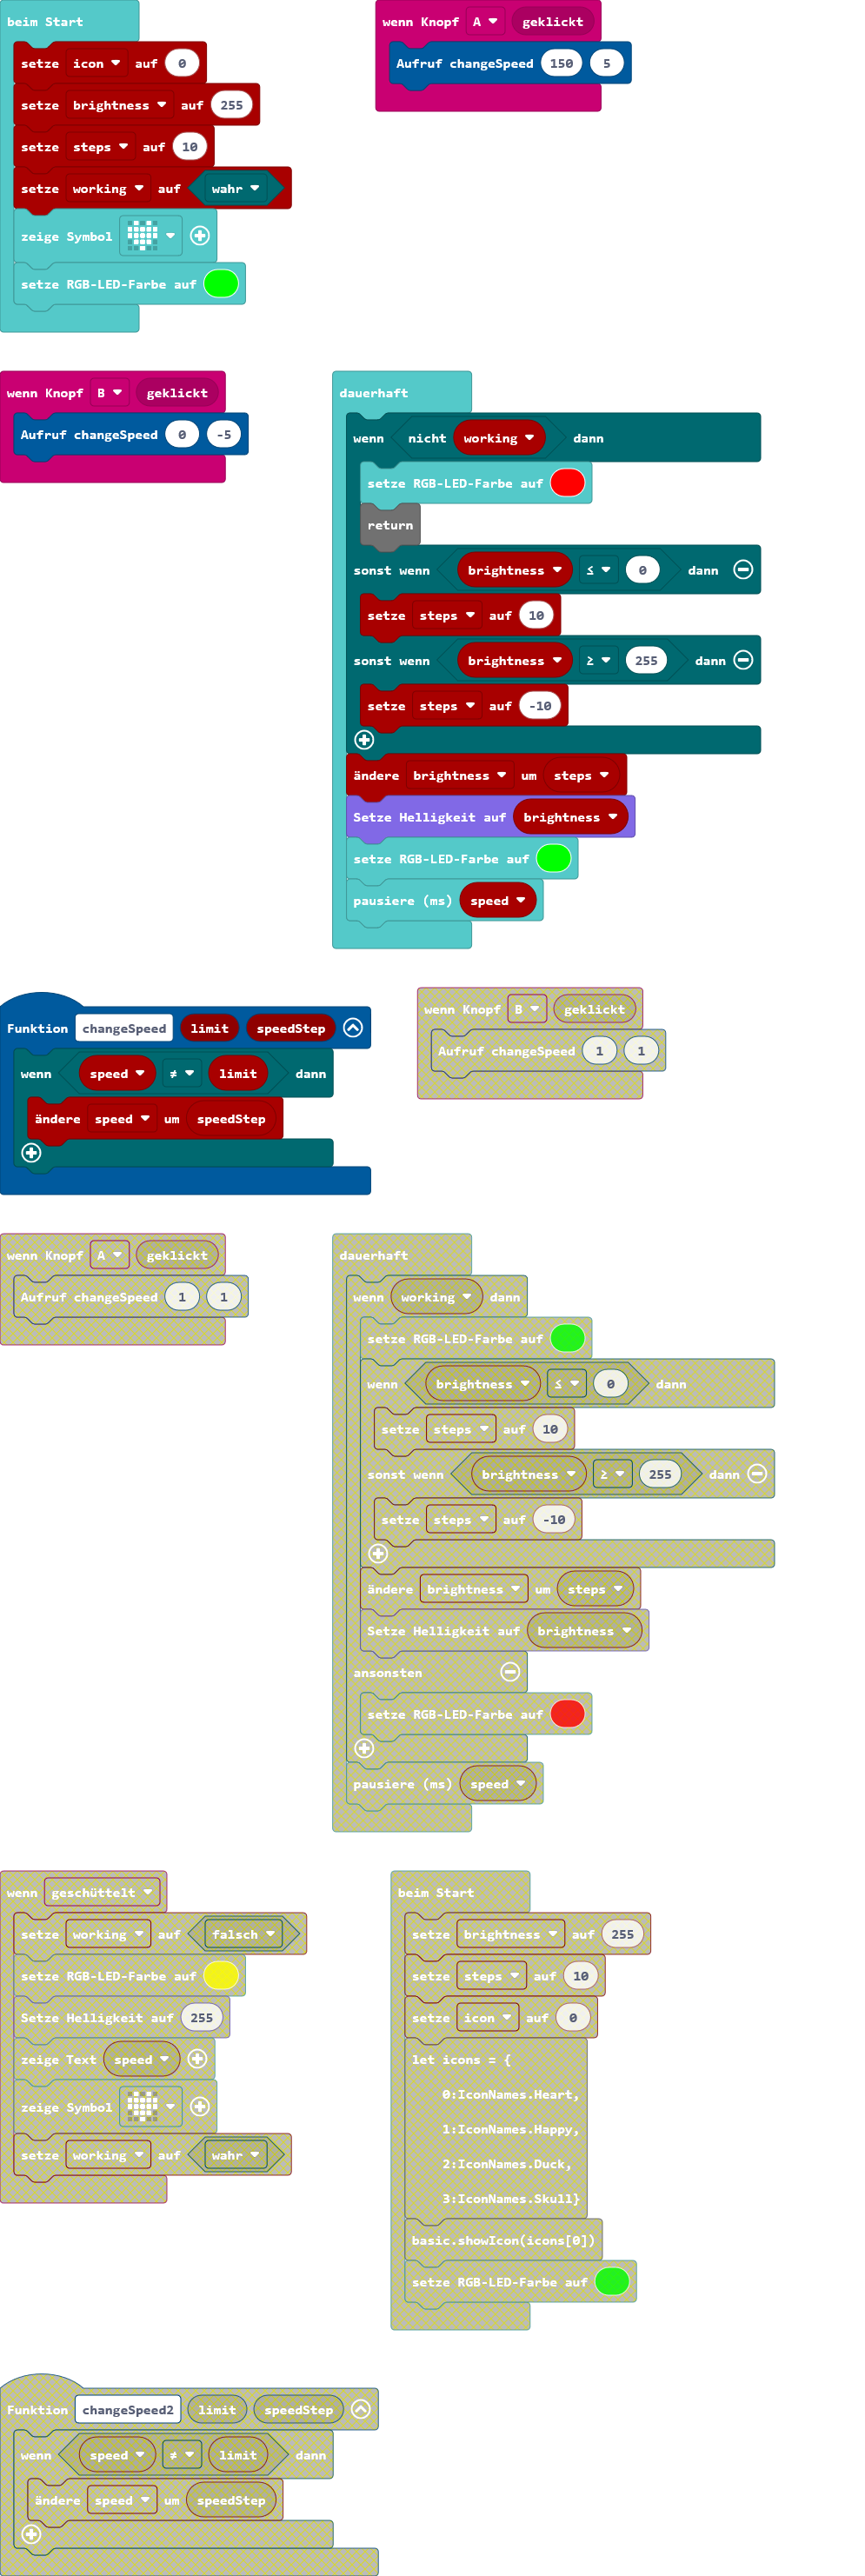 beim Start
setze icon auf 0
setze brightness auf 255
setze steps auf 10
setze working auf wahr
zeige Symbol
setze RGB-LED-Farbe auf
wenn Knopf A geklickt
Aufruf changeSpeed 150 5
wenn Knopf B geklickt
Aufruf changeSpeed 0 -5
dauerhaft
wenn nicht working dann
setze RGB-LED-Farbe auf
return
sonst wenn brightness ≤ 0 dann
setze steps auf 10
sonst wenn brightness ≥ 255 dann
setze steps auf -10
ändere brightness um steps
Setze Helligkeit auf brightness
setze RGB-LED-Farbe auf
pausiere (ms) speed
Funktion changeSpeed limit speedStep
wenn speed ≠ limit dann
ändere speed um speedStep
wenn Knopf B geklickt
Aufruf changeSpeed 1 1
wenn Knopf A geklickt
Aufruf changeSpeed 1 1
dauerhaft
wenn working dann
setze RGB-LED-Farbe auf
wenn brightness ≤ 0 dann
setze steps auf 10
sonst wenn brightness ≥ 255 dann
setze steps auf -10
ändere brightness um steps
Setze Helligkeit auf brightness
ansonsten
setze RGB-LED-Farbe auf
pausiere (ms) speed
wenn geschüttelt
setze working auf falsch
setze RGB-LED-Farbe auf
Setze Helligkeit auf 255
zeige Text speed
zeige Symbol
setze working auf wahr
beim Start
setze brightness auf 255
setze steps auf 10
setze icon auf 0
let icons = {
0:IconNames.Heart,
1:IconNames.Happy,
2:IconNames.Duck,
3:IconNames.Skull}
basic.showIcon(icons[0])
setze RGB-LED-Farbe auf
Funktion changeSpeed2 limit speedStep
wenn speed ≠ limit dann
ändere speed um speedStep